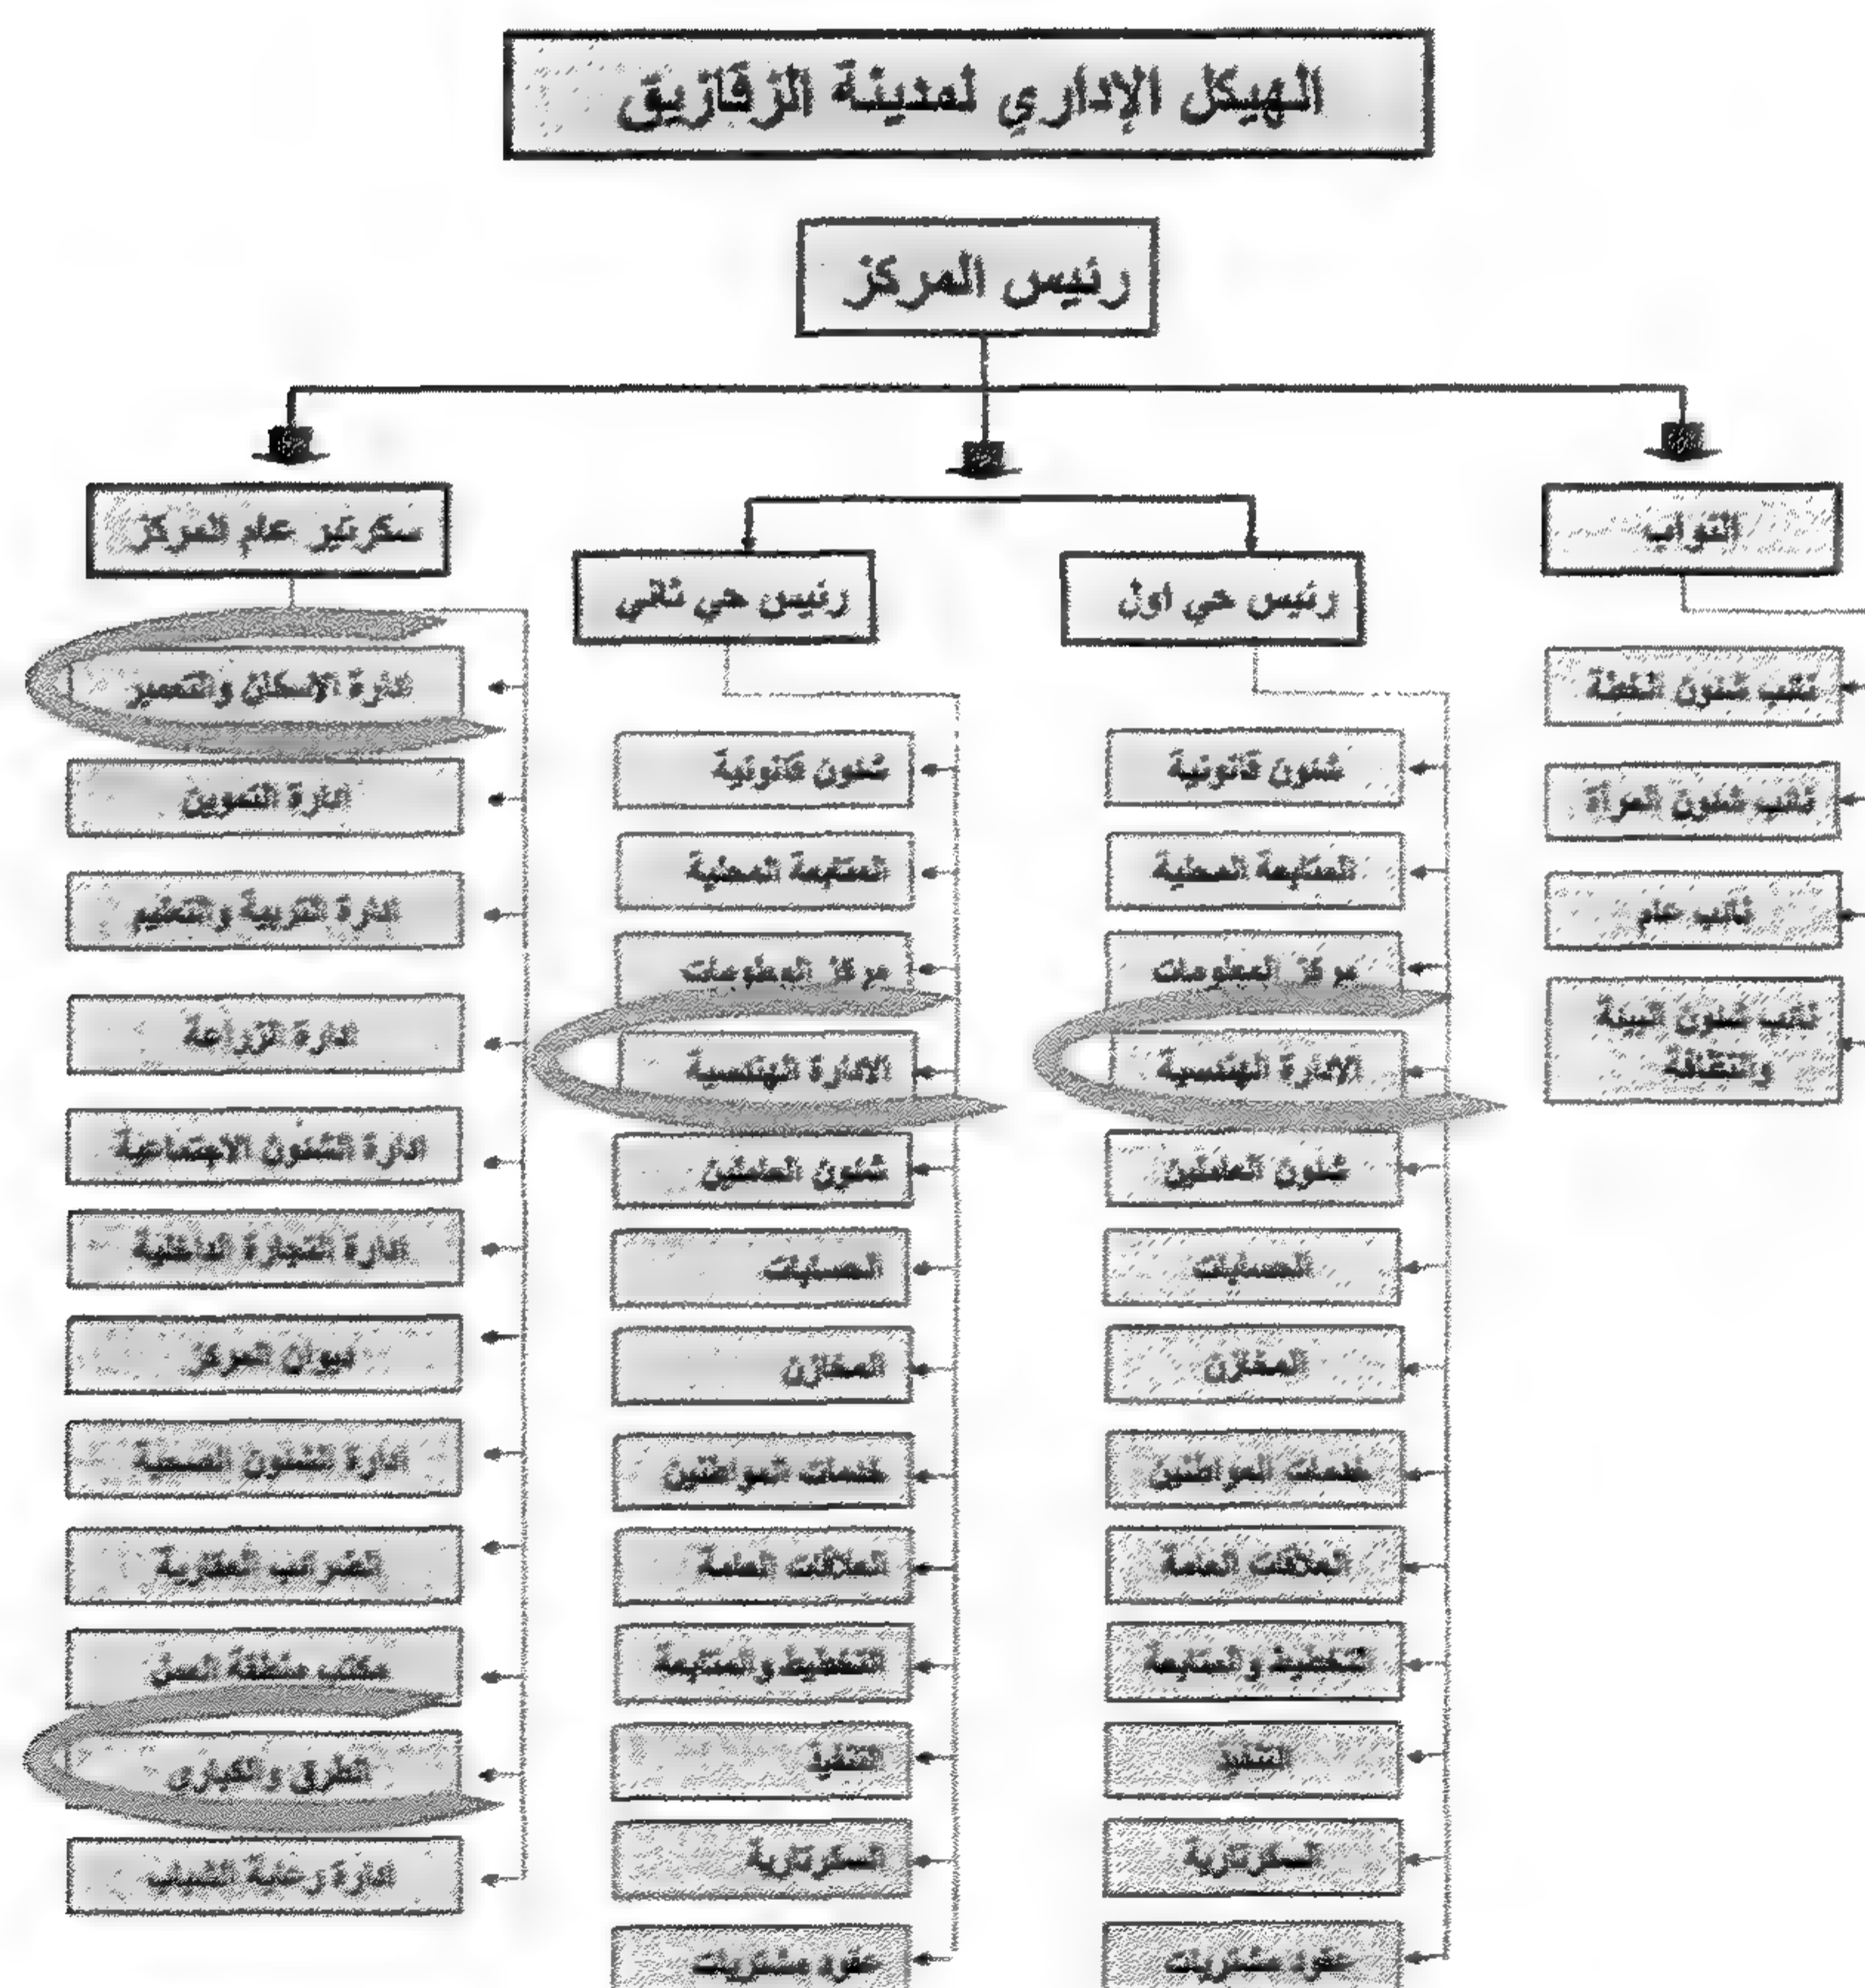 الهيكل الإداري لمدينة الزقازيق
رئيس المركز
النواب
نائب شئون الخطة
نائب شئون المرأة
نائب عام
نائب شئون البيئة
والثقافة
رئيس حي اول
شئون قانونية
المتابعة المحلية
مركز المعلومات
الادارة الهندسية
شئون العاملين
الحسابات
المخازن
خدمات المواطنين
العلاقات العامة
التخطيط والمتابعة
التنفيذ
السكرتارية
عقود مشتريات
رئيس حي ثاني
شئون قانونية
المتابعة المحلية
مركز المعلومات
الادارة الهندسية
شئون العاملين
الحسابات
المخازن
خدمات المواطنين
العلاقات العامة
التخطيط والمتابعة
التنفيذ
السكرتارية
عقود مشتريات
سكرتير عام المركز
ادارة الاسكان والتعمير
ادارة التموين
ادارة التربية والتعليم
ادارة الزراعة
ادارة الشئون الاجتماعية
ادارة التجارة الداخلية
ديوان المركز
ادارة الشئون الصحية
الضرائب العقارية
مكتب منطقة
الطرق والكبارى
ادارة رعاية الشباب